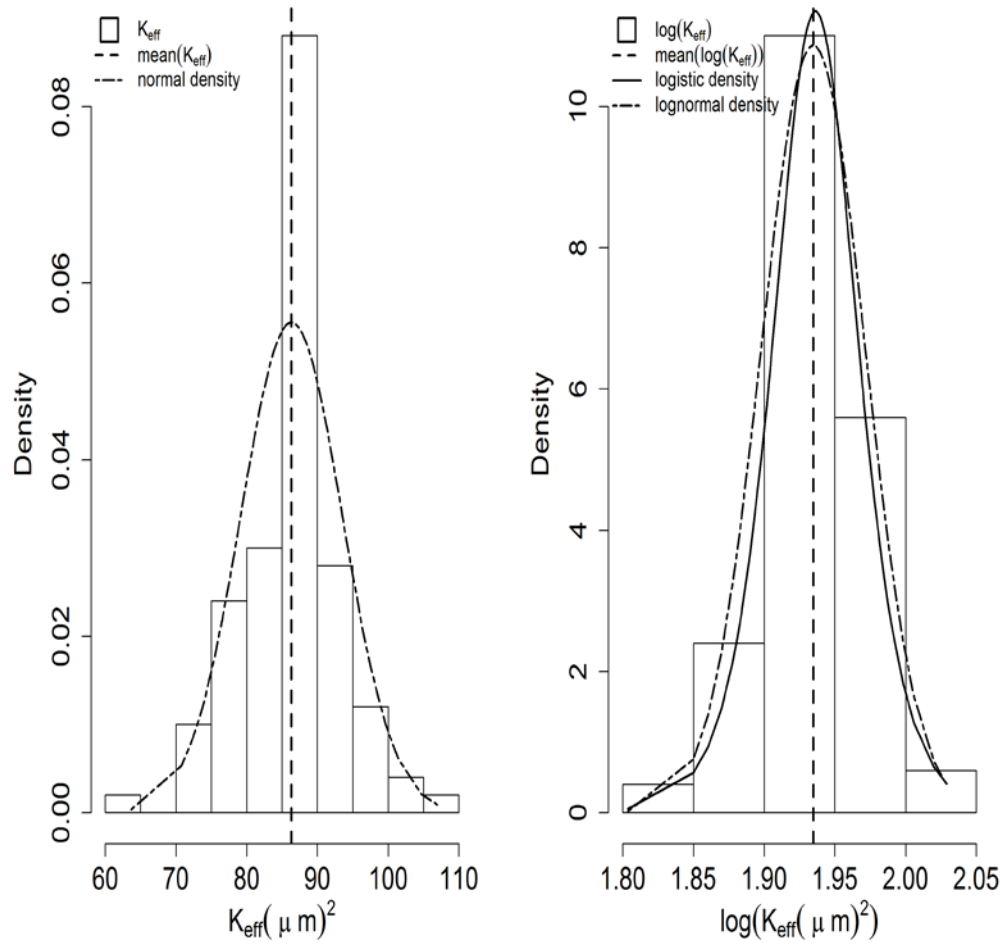 K_eff
mean(K_eff)
normal density
Density
0.00
0.02
0.04
0.06
0.08
60
70
80
90
100
110
K_eff( μ m)²
log(K_eff)
mean(log(K_eff))
logistic density
lognormal density
Density
0
2
4
6
8
10
1.80
1.85
1.90
1.95
2.00
2.05
log(K_eff( μ m)²)